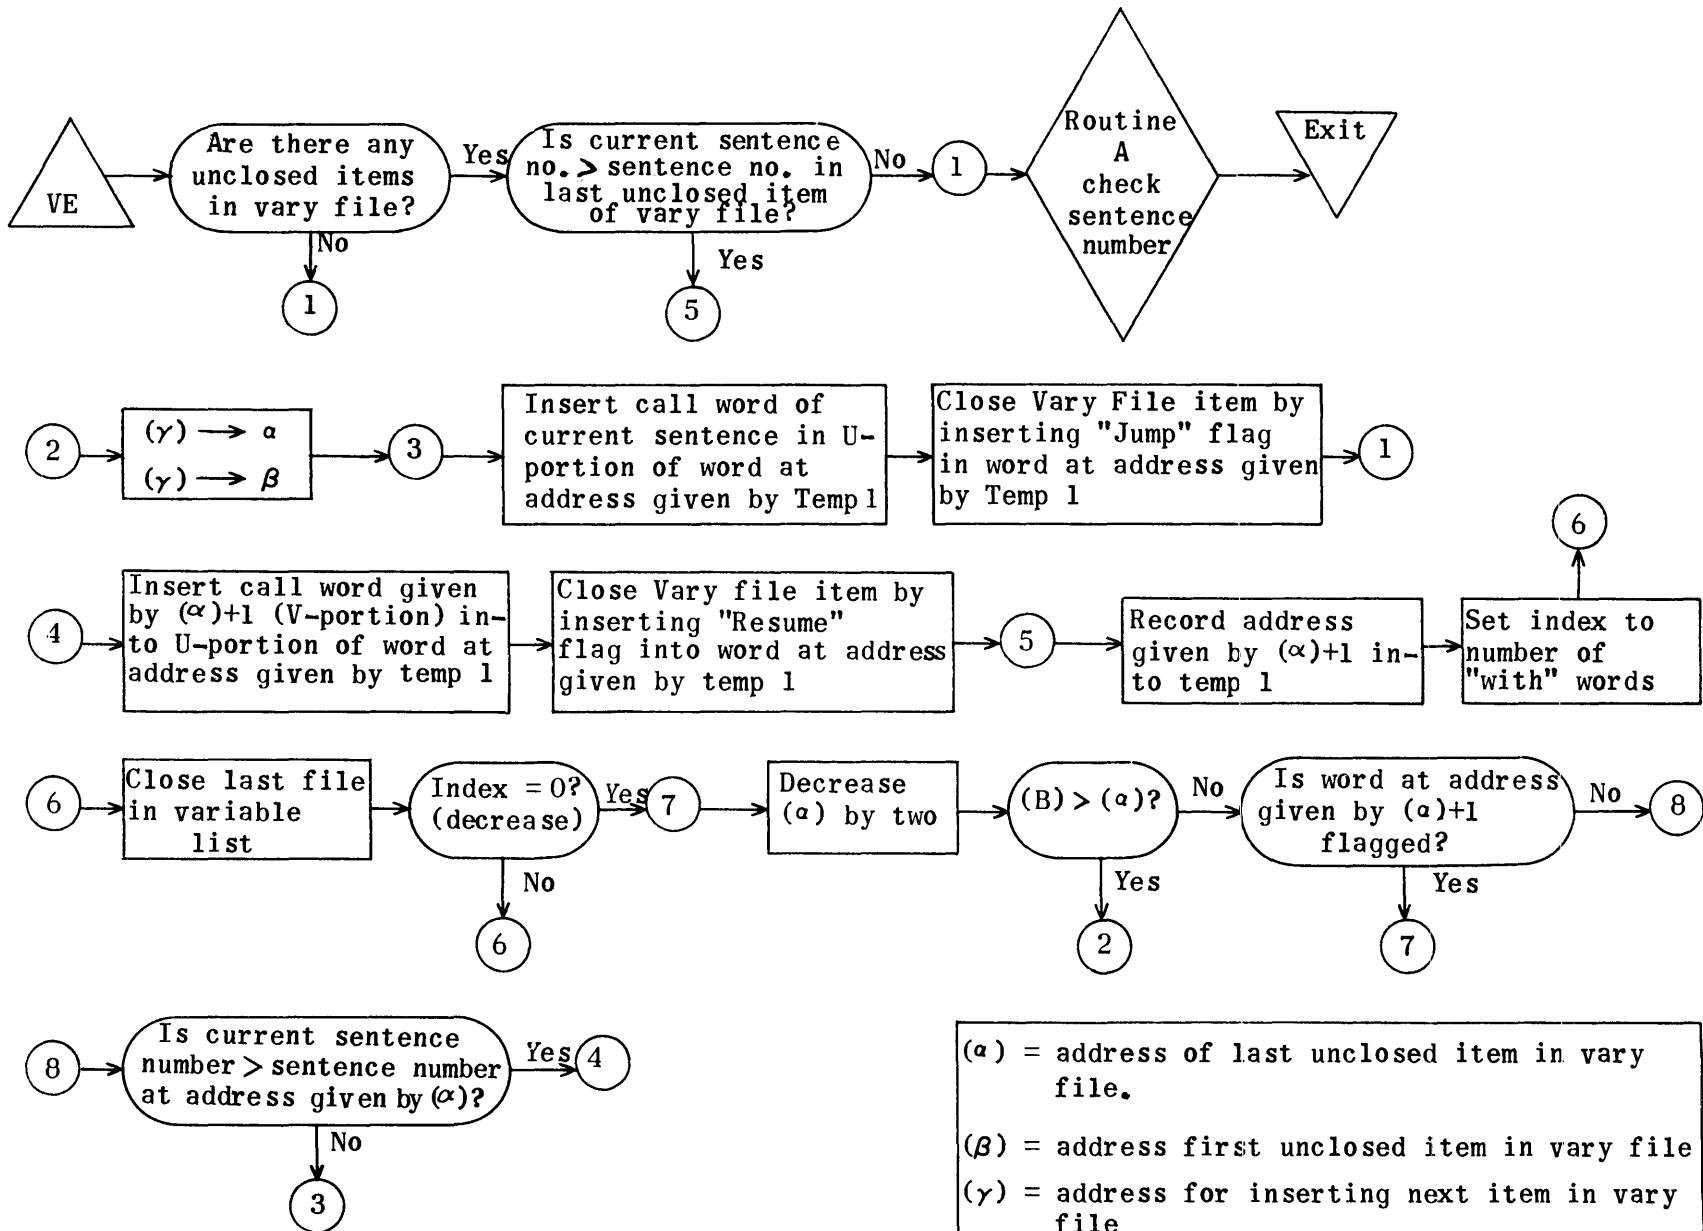 VE
Are there any
unclosed items
in vary file?
Yes
No
1
Is current sentence
no. > sentence no. in
last unclosed item
of vary file?
No
Yes
5
1
Routine
A
check
sentence
number
Exit
2
(γ) → α
(γ) → β
3
Insert call word of
current sentence in U-
portion of word at
address given by Temp 1
Close Vary File item by
inserting "Jump" flag
in word at address given
by Temp 1
1
4
Insert call word given
by (α)+1 (V-portion) in-
to U-portion of word at
address given by temp 1
Close Vary file item by
inserting "Resume"
flag into word at address
given by temp 1
5
Record address
given by (α)+1 in-
to temp 1
Set index to
number of
"with" words
6
6
Close last file
in variable
list
Index = 0?
(decrease)
Yes
No
6
7
Decrease
(α) by two
(B) > (α)?
No
Yes
2
Is word at address
given by (α)+1
flagged?
No
8
Yes
7
8
Is current sentence
number > sentence number
at address given by (α)?
Yes
4
No
3
(α) = address of last unclosed item in vary
file.
(β) = address first unclosed item in vary file
(γ) = address for inserting next item in vary
file